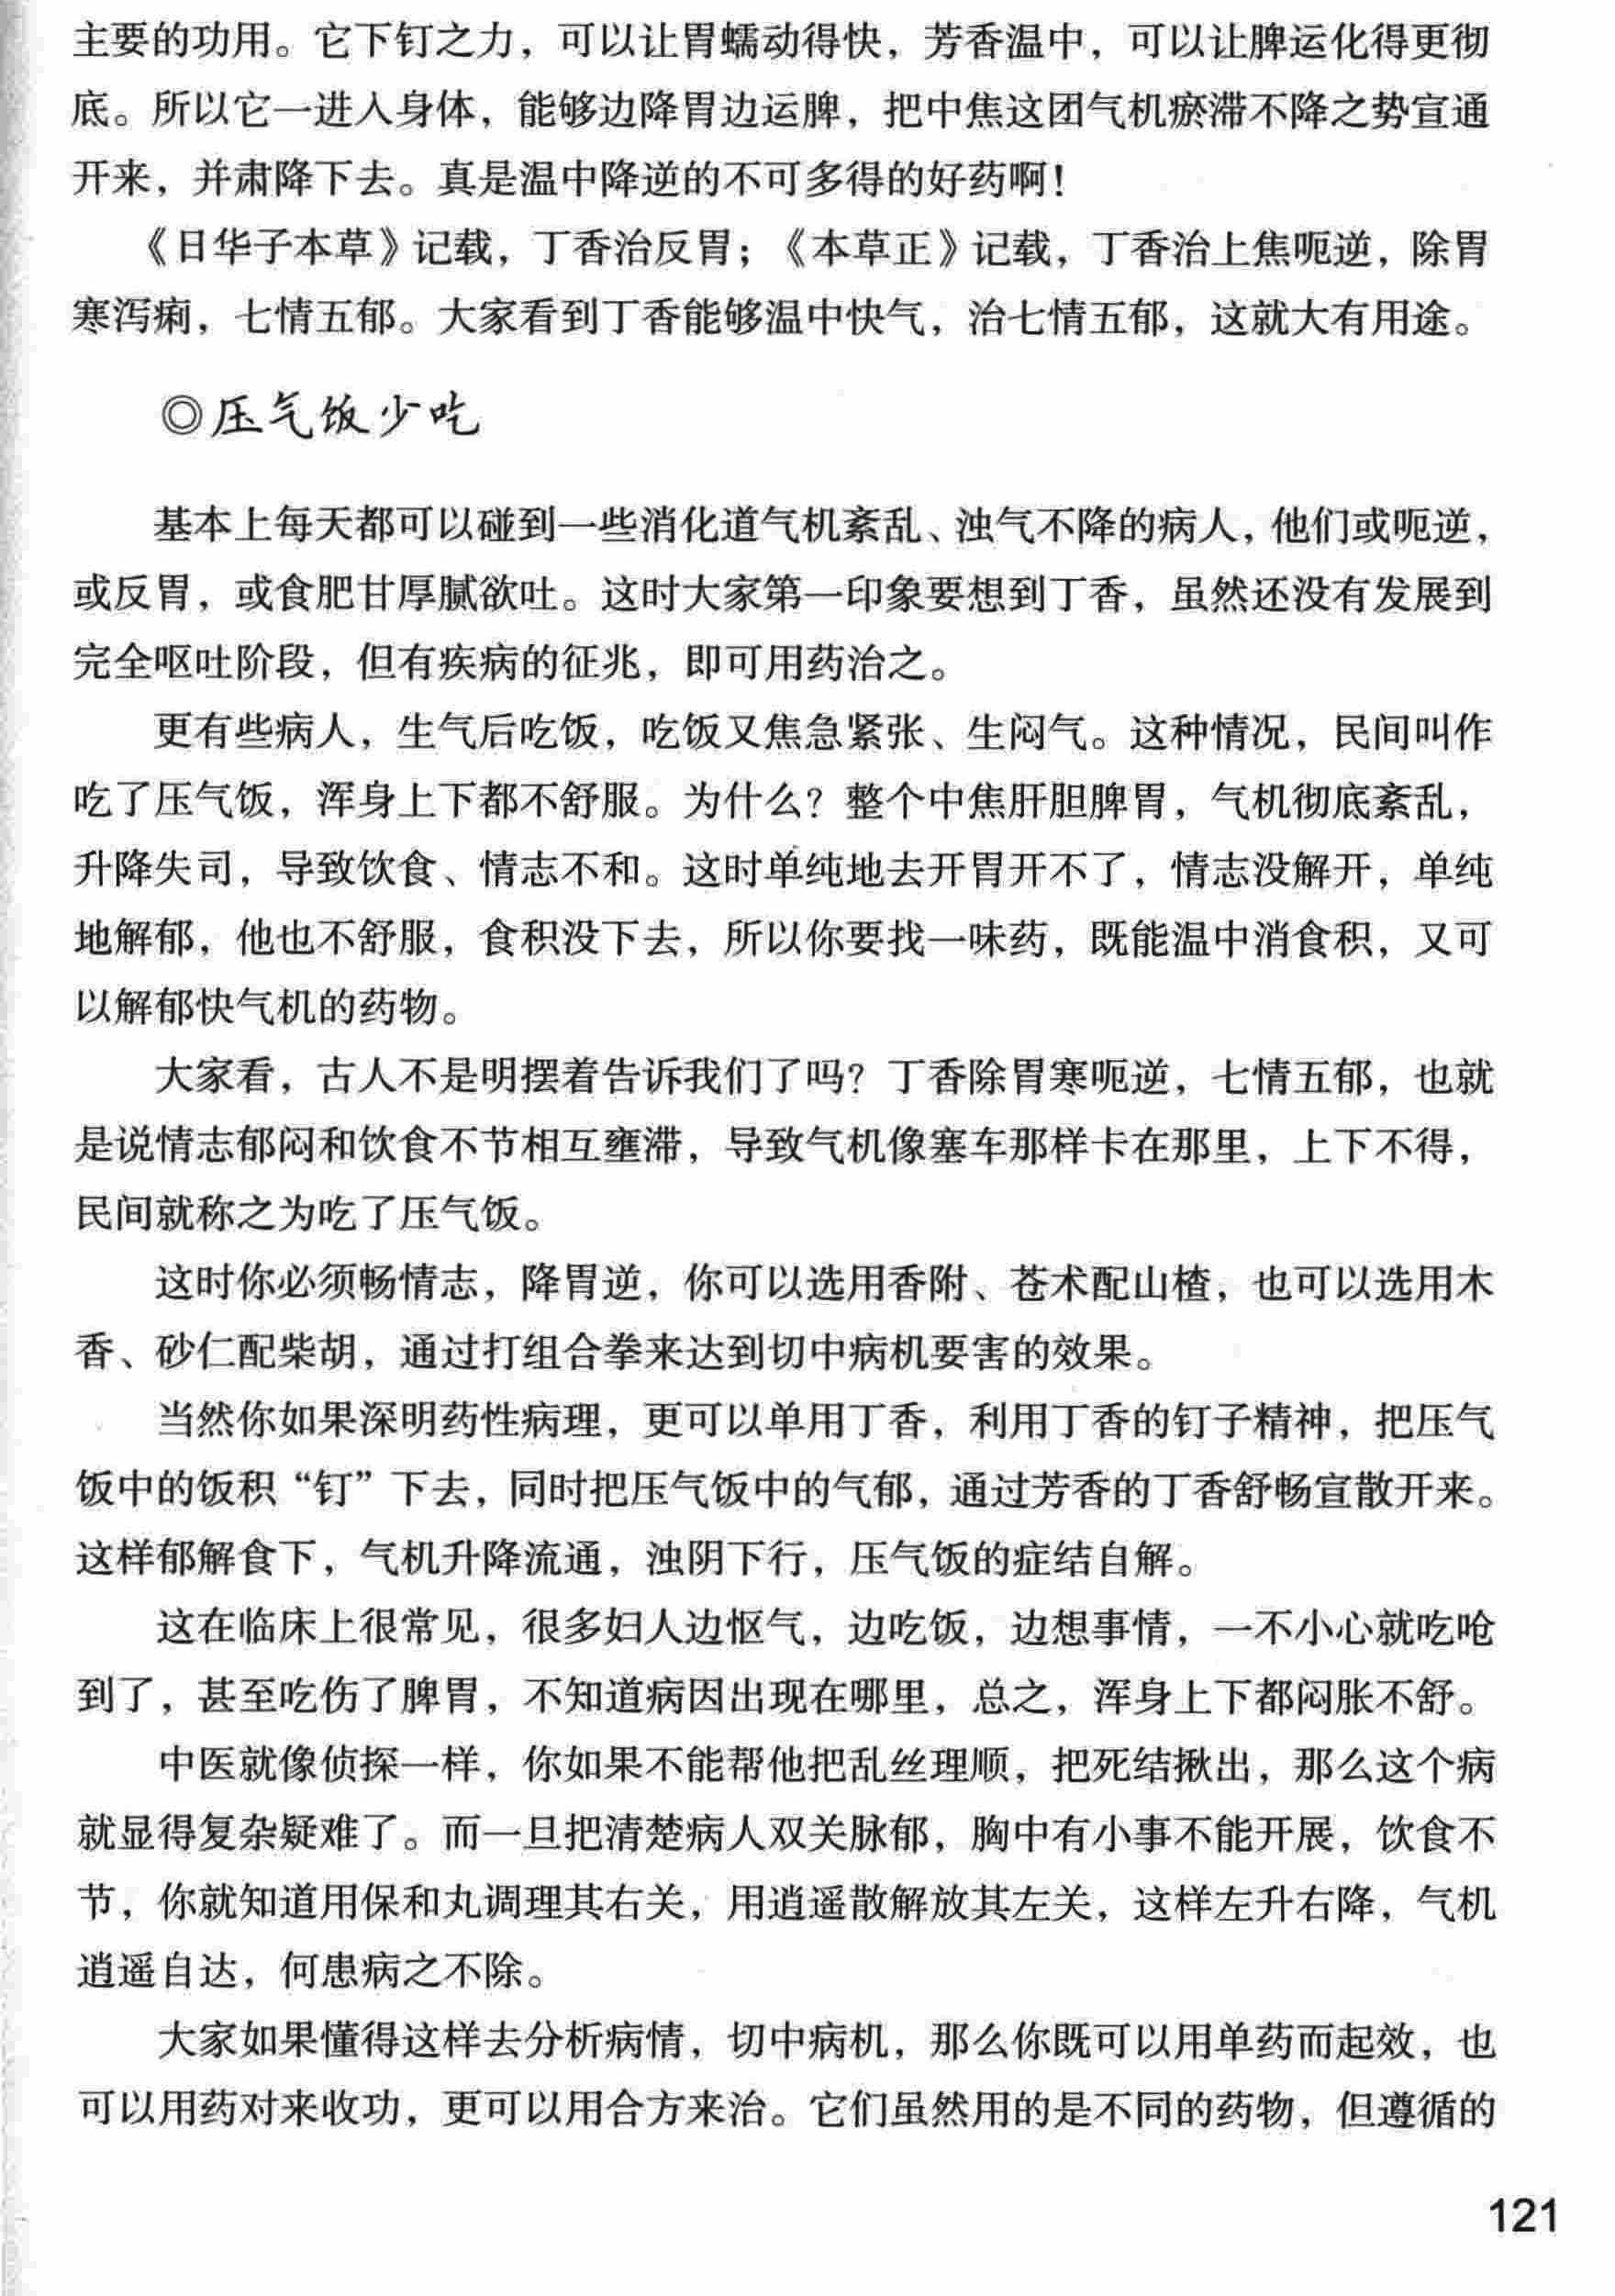 主要的功用。它下钉之力，可以让胃蠕动得快，芳香温中，可以让脾运化得更彻
底。所以它一进入身体，能够边降胃边运脾，把中焦这团气机瘀滞不降之势宣通
开来，并肃降下去。真是温中降逆的不可多得的好药啊！
《日华子本草》记载，丁香治反胃；《本草正》记载，丁香治上焦呃逆，除胃
寒泻痢，七情五郁。大家看到丁香能够温中快气，治七情五郁，这就大有用途。
◎压气饭少吃
基本上每天都可以碰到一些消化道气机紊乱、浊气不降的病人，他们或呃逆，
或反胃，或食肥甘厚腻欲吐。这时大家第一印象要想到丁香，虽然还没有发展到
完全呕吐阶段，但有疾病的征兆，即可用药治之。
更有些病人，生气后吃饭，吃饭又焦急紧张、生闷气。这种情况，民间叫作
吃了压气饭，浑身上下都不舒服。为什么？整个中焦肝胆脾胃，气机彻底紊乱，
升降失司，导致饮食、情志不和。这时单纯地去开胃开不了，情志没解开，单纯
地解郁，他也不舒服，食积没下去，所以你要找一味药，既能温中消食积，又可
以解郁快气机的药物。
大家看，古人不是明摆着告诉我们了吗？丁香除胃寒呃逆，七情五郁，也就
是说情志郁闷和饮食不节相互壅滞，导致气机像塞车那样卡在那里，上下不得，
民间就称之为吃了压气饭。
这时你必须畅情志，降胃逆，你可以选用香附、苍术配山楂，也可以选用木
香、砂仁配柴胡，通过打组合拳来达到切中病机要害的效果。
当然你如果深明药性病理，更可以单用丁香，利用丁香的钉子精神，把压气
饭中的饭积“钉”下去，同时把压气饭中的气郁，通过芳香的丁香舒畅宣散开来。
这样郁解食下，气机升降流通，浊阴下行，压气饭的症结自解。
这在临床上很常见，很多妇人边怄气，边吃饭，边想事情，一不小心就吃呛
到了，甚至吃伤了脾胃，不知道病因出现在哪里，总之，浑身上下都闷胀不舒。
中医就像侦探一样，你如果不能帮他把乱丝理顺，把死结揪出，那么这个病
就显得复杂疑难了。而一旦把清楚病人双关脉郁，胸中有小事不能开展，饮食不
节，你就知道用保和丸调理其右关，用逍遥散解放其左关，这样左升右降，气机
逍遥自达，何患病之不除。
大家如果懂得这样去分析病情，切中病机，那么你既可以用单药而起效，也
可以用药对来收功，更可以用合方来治。它们虽然用的是不同的药物，但遵循的
121